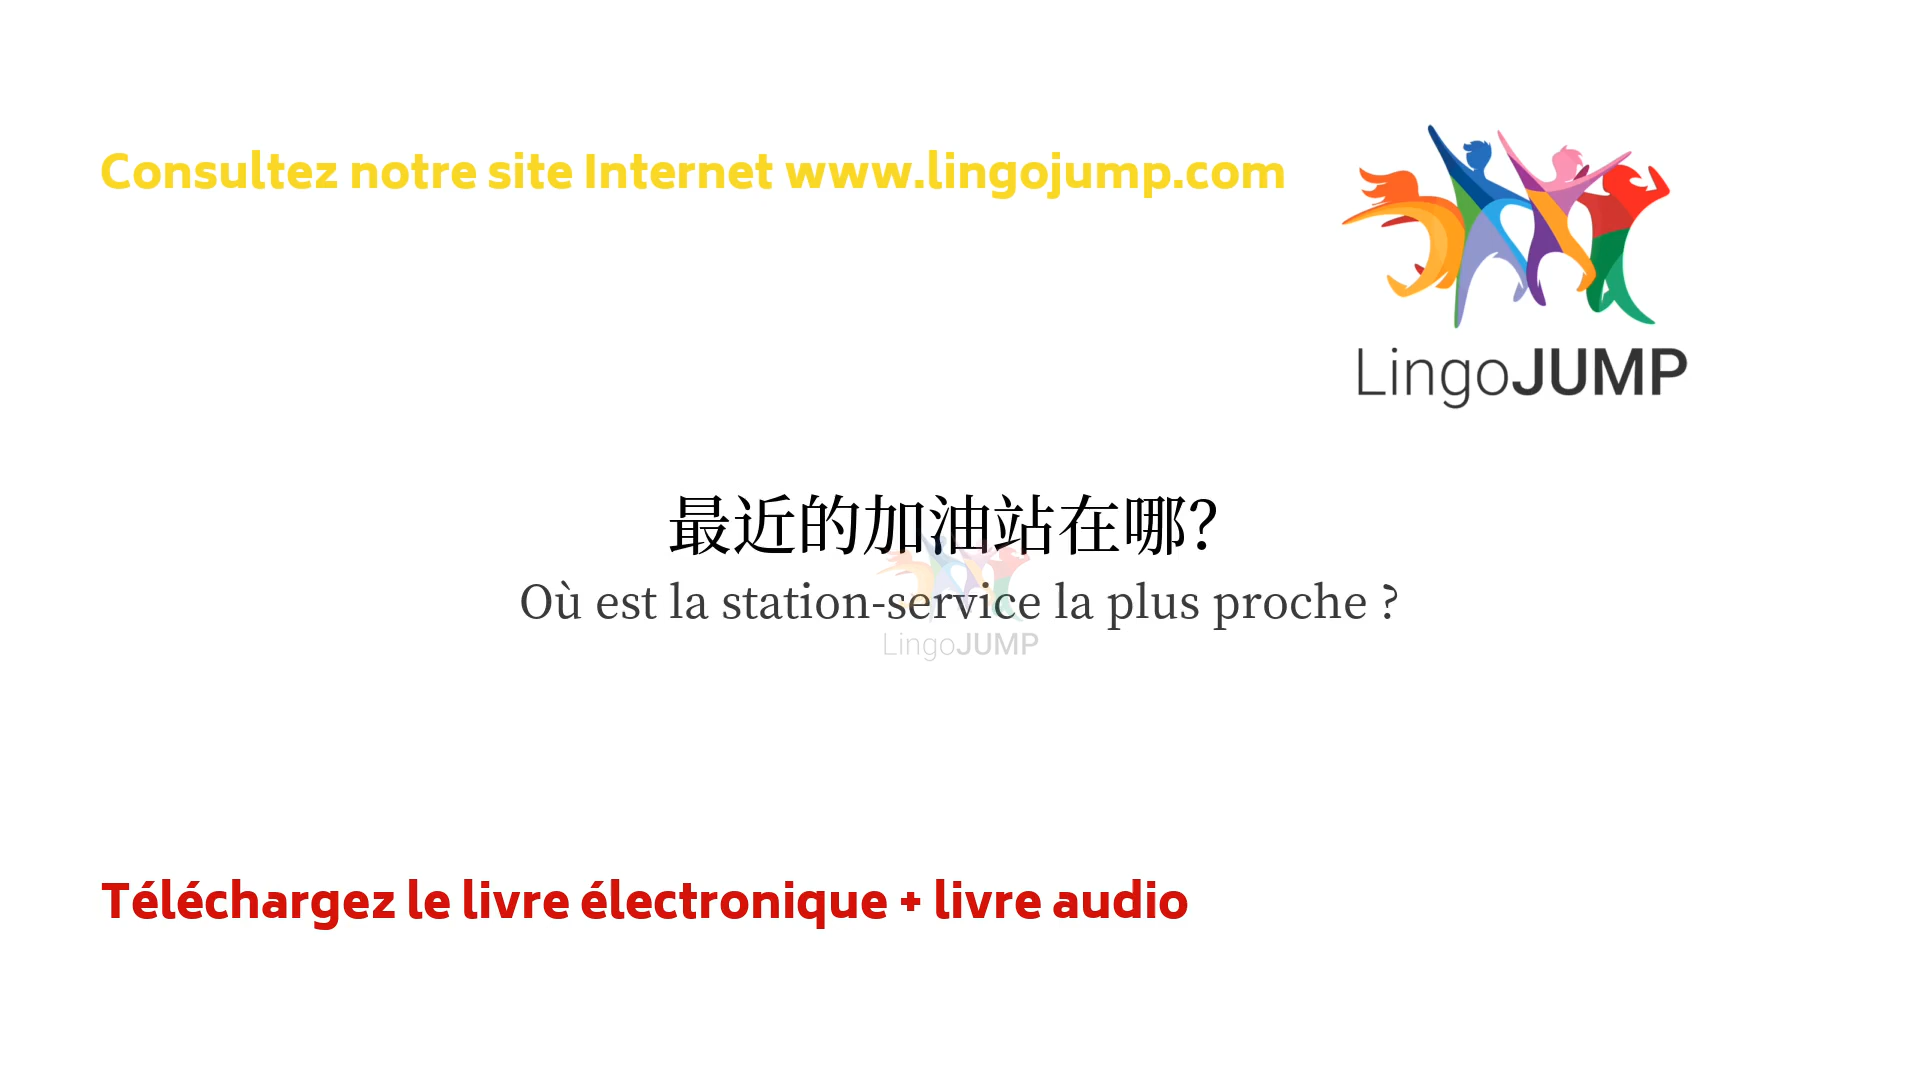 Consultez notre site Internet www.lingojump.com
LingoJUMP
最近的加油站在哪？
Où est la station-service la plus proche ?
LingoJUMP
Téléchargez le livre électronique + livre audio